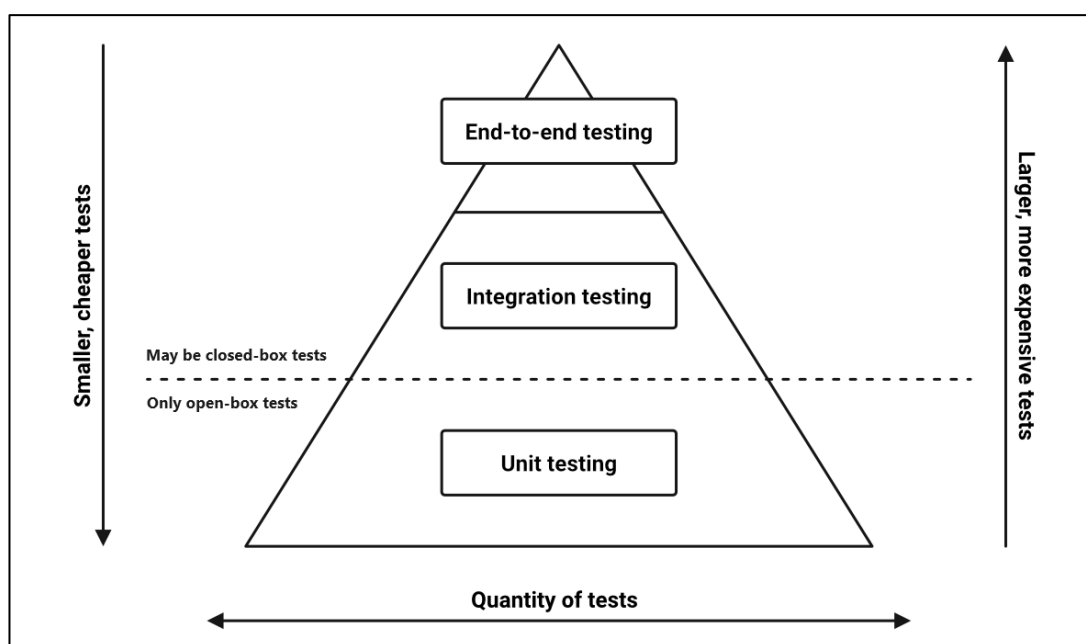 End-to-end testing
Smaller, cheaper tests
Larger, more expensive tests
Integration testing
May be closed-box tests
Only open-box tests
Unit testing
Quantity of tests